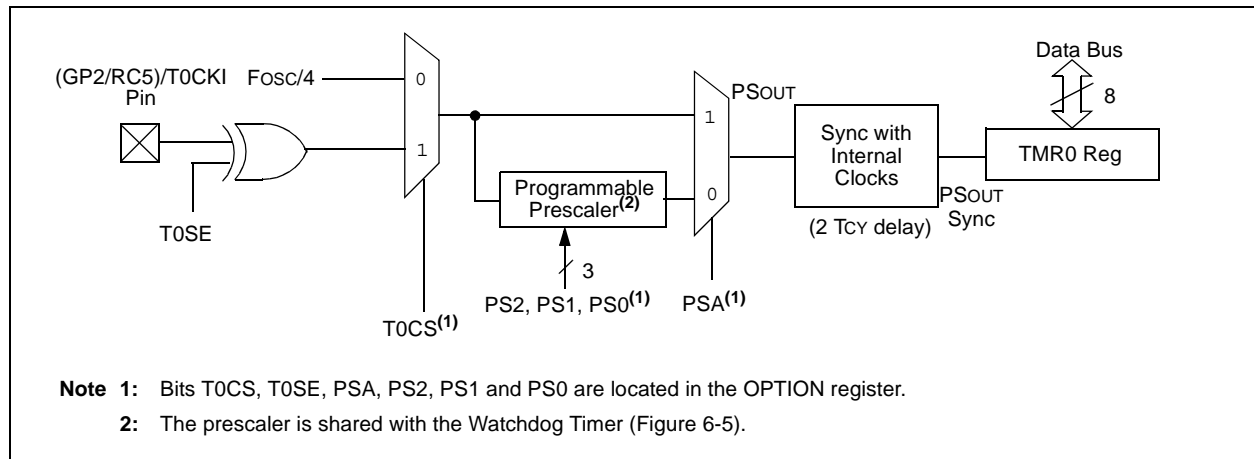 Data Bus
8
(GP2/RC5)/T0CKI
Pin
FOSC/4
0
1
T0SE
T0CS(1)
Programmable
Prescaler(2)
3
PS2, PS1, PS0(1)
1
0
PSA(1)
PSOUT
Sync with
Internal
Clocks
(2 TCY delay)
PSOUT
Sync
TMR0 Reg
Note 1: Bits T0CS, T0SE, PSA, PS2, PS1 and PS0 are located in the OPTION register.
2: The prescaler is shared with the Watchdog Timer (Figure 6-5).